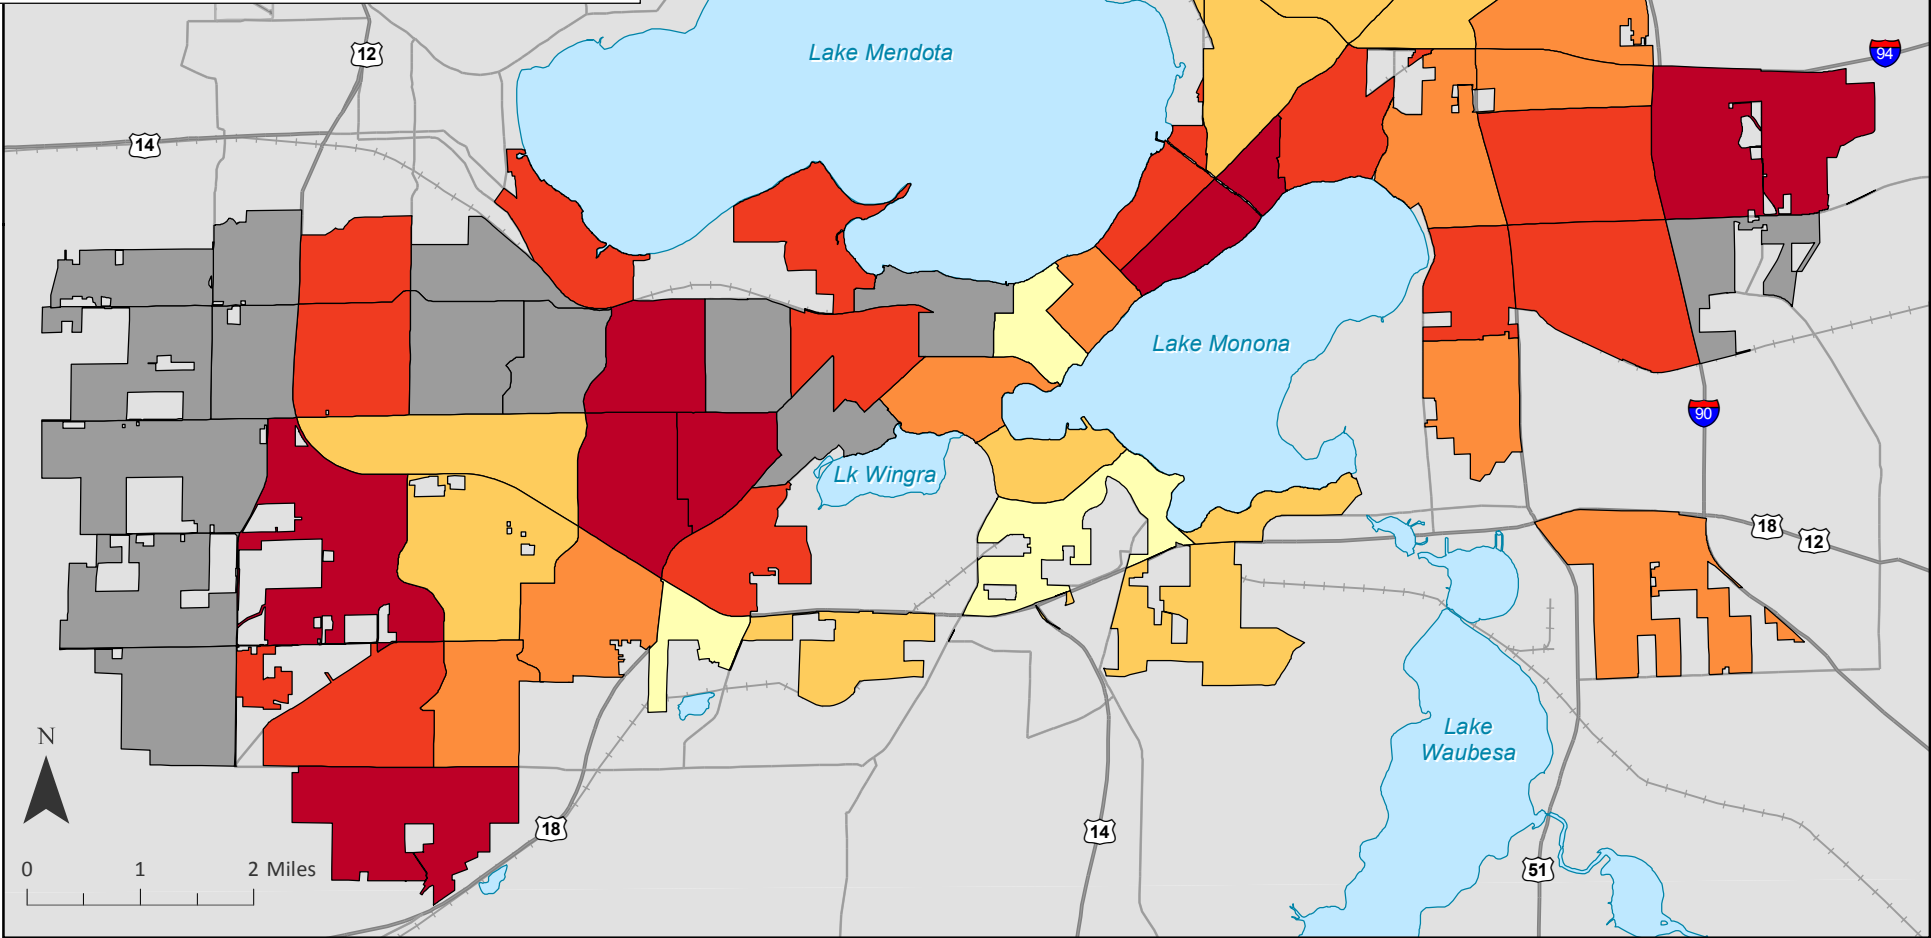 Lake Mendota
12
94
14
Lake Monona
90
Lk Wingra
18
12
N
Lake
Waubesa
18
14
0 1 2 Miles
51